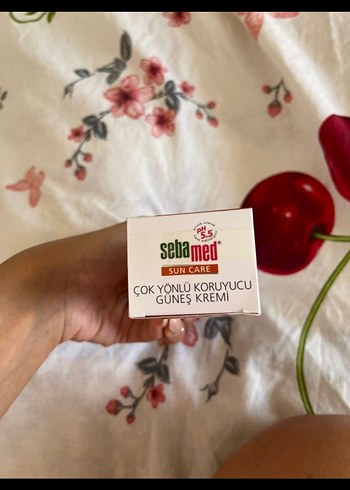 pH
5.5
sebamed®
SUN CARE
ÇOK YÖNLÜ KORUYUCU
GÜNEŞ KREMİ